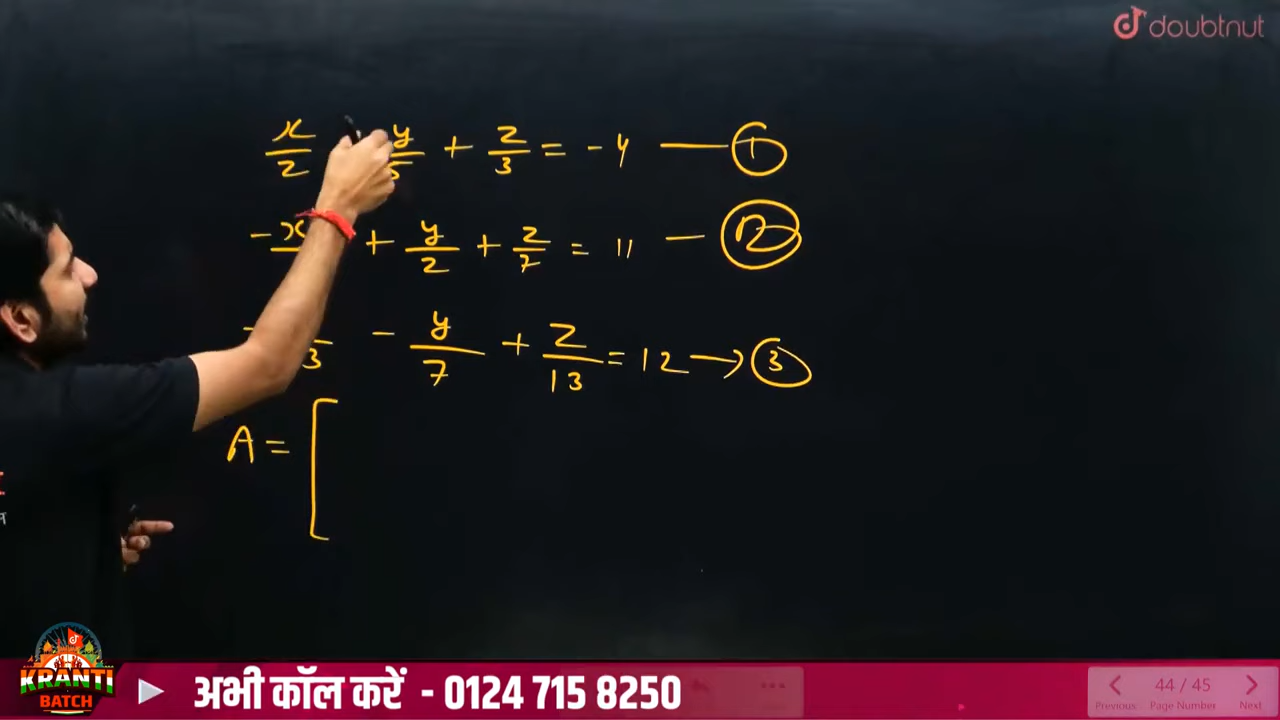 doubtnut
x/2 y/5 + z/3 = -4 — 1
-x + y/2 + z/7 = 11 — 2
3 - y/7 + z/13 = 12 → 3
A = [
KRANTI
BATCH
अभी कॉल करें - 0124 715 8250
44 / 45
Previous Page Number Next